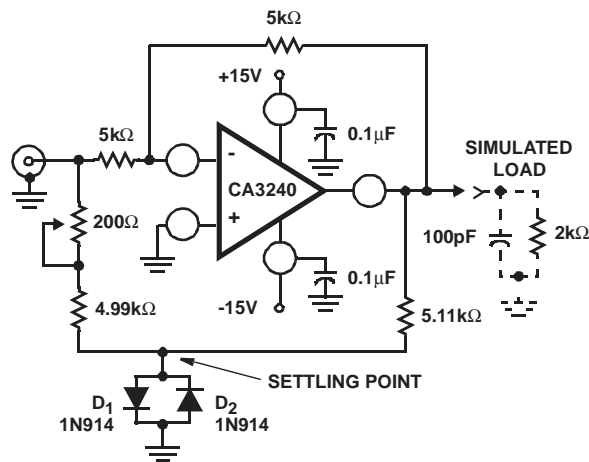 5kΩ
+15V
0.1µF
5kΩ
SIMULATED
LOAD
-
CA3240
+
200Ω
100pF
2kΩ
0.1µF
-15V
4.99kΩ
5.11kΩ
SETTLING POINT
D1
1N914
D2
1N914